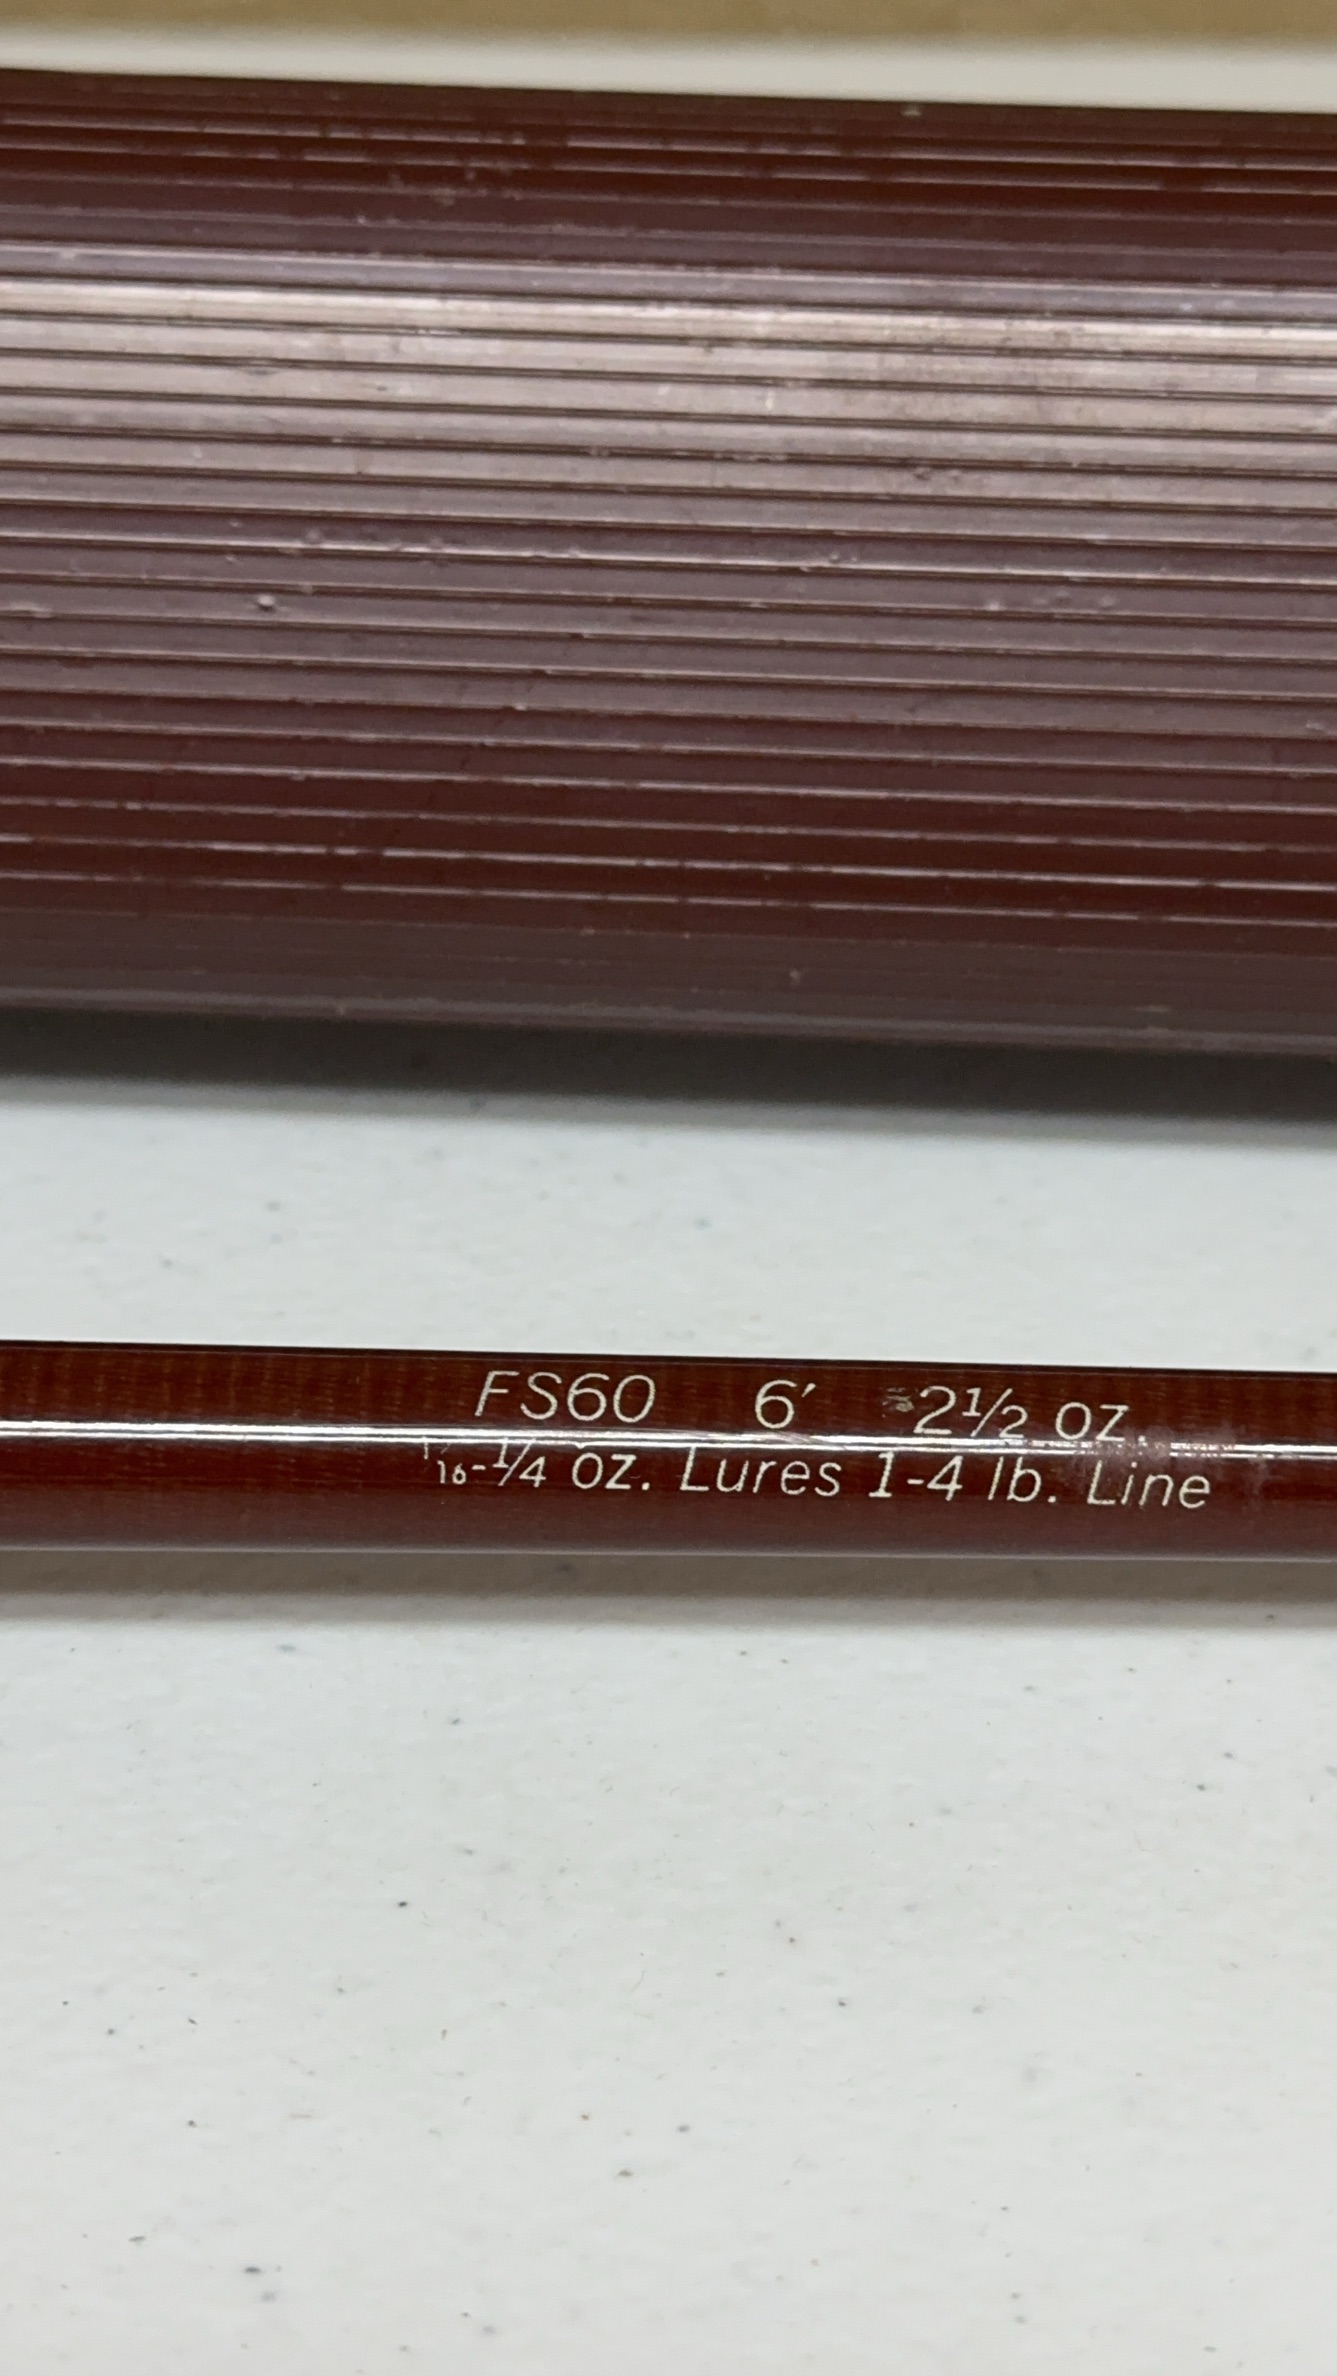 FS60 6′ 2½ oz.
1/16-¼ oz. Lures 1-4 lb. Line